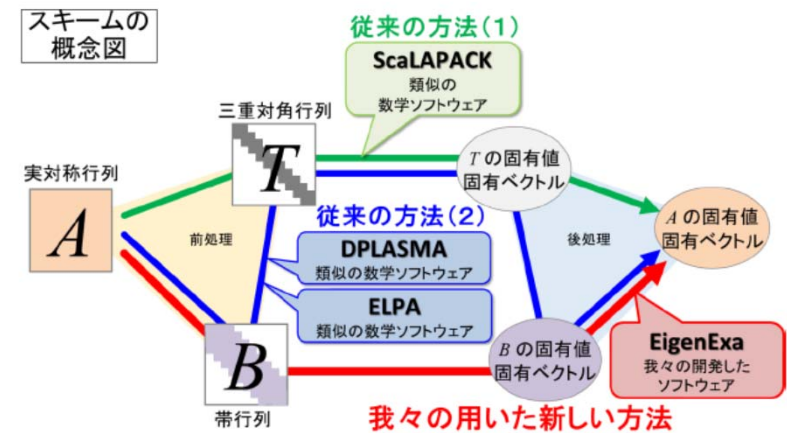 スキームの
概念図
従来の方法(1)
ScaLAPACK
類似の
数学ソフトウェア
三重対角行列
T
実対称行列
A
前処理
Tの固有値
固有ベクトル
従来の方法(2)
DPLASMA
類似の数学ソフトウェア
ELPA
類似の数学ソフトウェア
後処理
Aの固有値
固有ベクトル
B
帯行列
Bの固有値
固有ベクトル
EigenExa
我々の開発した
ソフトウェア
我々の用いた新しい方法